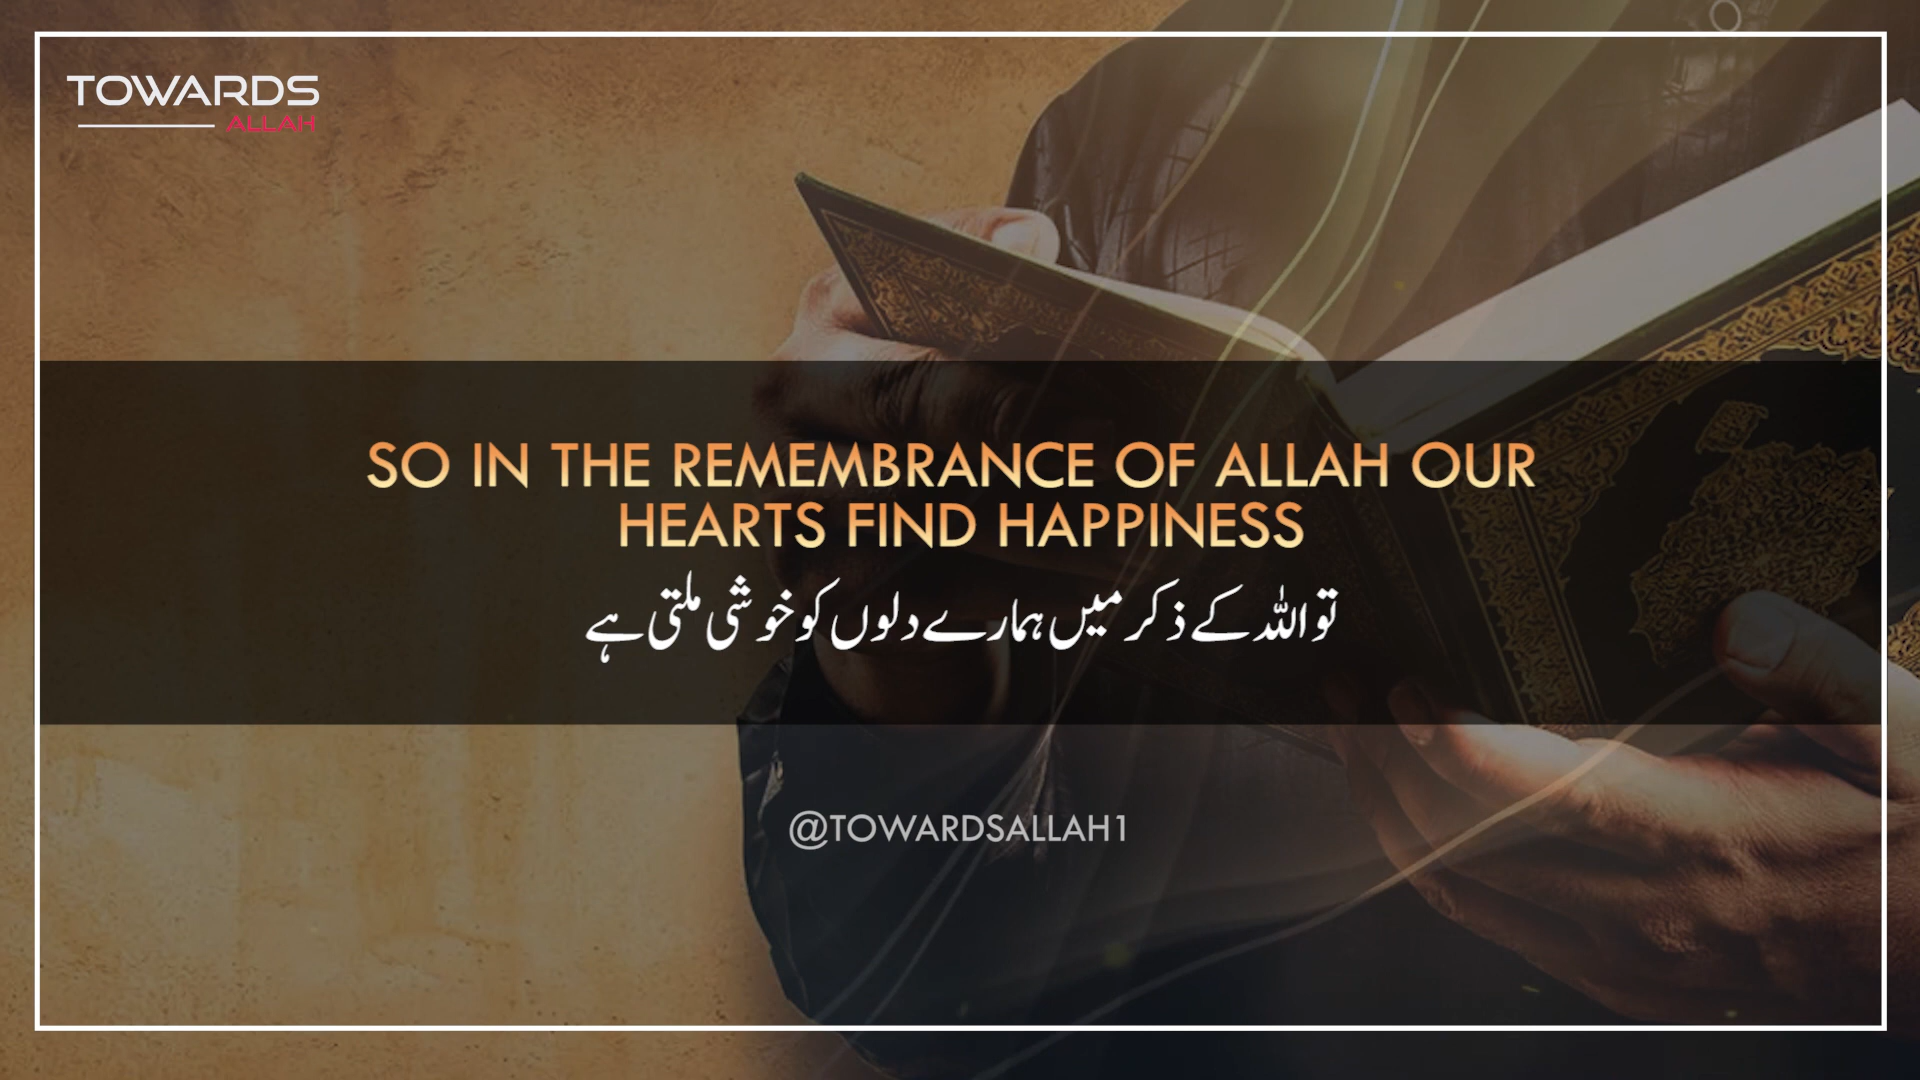 TOWARDS
ALLAH
SO IN THE REMEMBRANCE OF ALLAH OUR
HEARTS FIND HAPPINESS
تو اللہ کے ذکر میں ہمارے دلوں کو خوشی ملتی ہے
@TOWARDSALLAH1